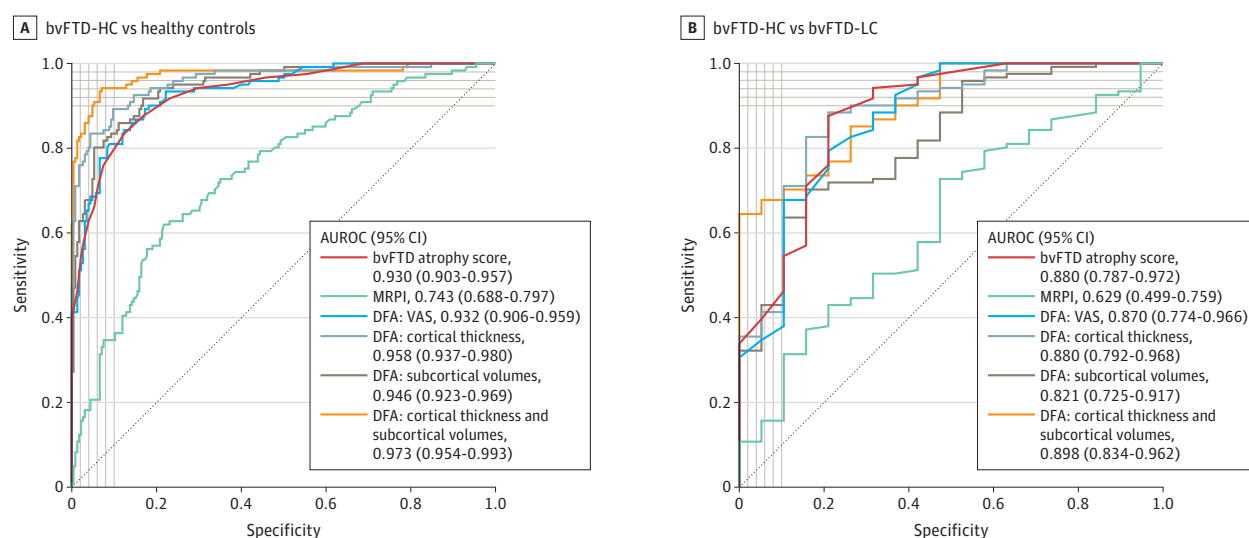 A bvFTD-HC vs healthy controls
1.0
0.8
0.6
0.4
0.2
0
Sensitivity
0 0.2 0.4 0.6 0.8 1.0
Specificity
AUROC (95% CI)
bvFTD atrophy score,
0.930 (0.903-0.957)
MRPI, 0.743 (0.688-0.797)
DFA: VAS, 0.932 (0.906-0.959)
DFA: cortical thickness,
0.958 (0.937-0.980)
DFA: subcortical volumes,
0.946 (0.923-0.969)
DFA: cortical thickness and
subcortical volumes,
0.973 (0.954-0.993)
B bvFTD-HC vs bvFTD-LC
1.0
0.8
0.6
0.4
0.2
0
Sensitivity
0 0.2 0.4 0.6 0.8 1.0
Specificity
AUROC (95% CI)
bvFTD atrophy score,
0.880 (0.787-0.972)
MRPI, 0.629 (0.499-0.759)
DFA: VAS, 0.870 (0.774-0.966)
DFA: cortical thickness,
0.880 (0.792-0.968)
DFA: subcortical volumes,
0.821 (0.725-0.917)
DFA: cortical thickness and
subcortical volumes,
0.898 (0.834-0.962)